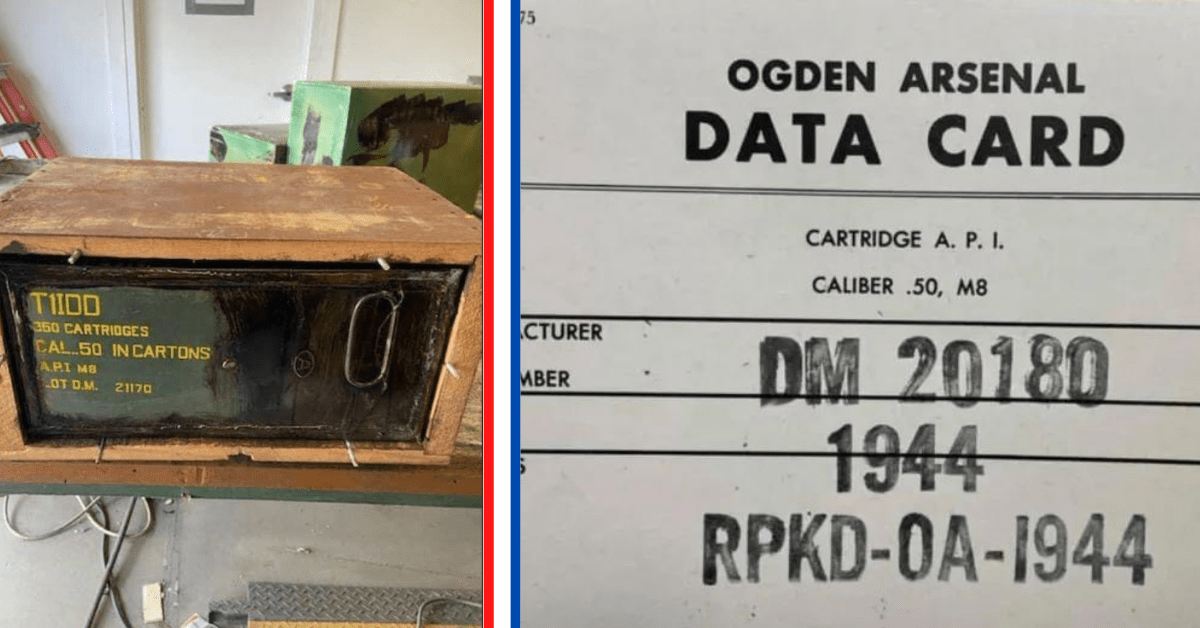 T1IDD
350 CARTRIDGES
CAL..50 IN CARTONS
A.P.I M8
LOT D.M. 21170
75
OGDEN ARSENAL
DATA CARD
CARTRIDGE A. P. I.
CALIBER .50, M8
ACTURER
MBER
DM 20180
1944
S
RPKD-OA-1944